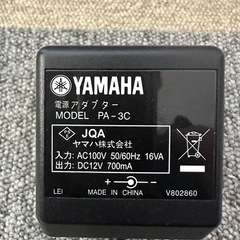 YAMAHA
電源アダプター
MODEL PA-3C
JQA
ヤマハ株式会社
入力: AC100V 50/60Hz 16VA
出力: DC12V 700mA
LEI MADE IN CHINA V802860